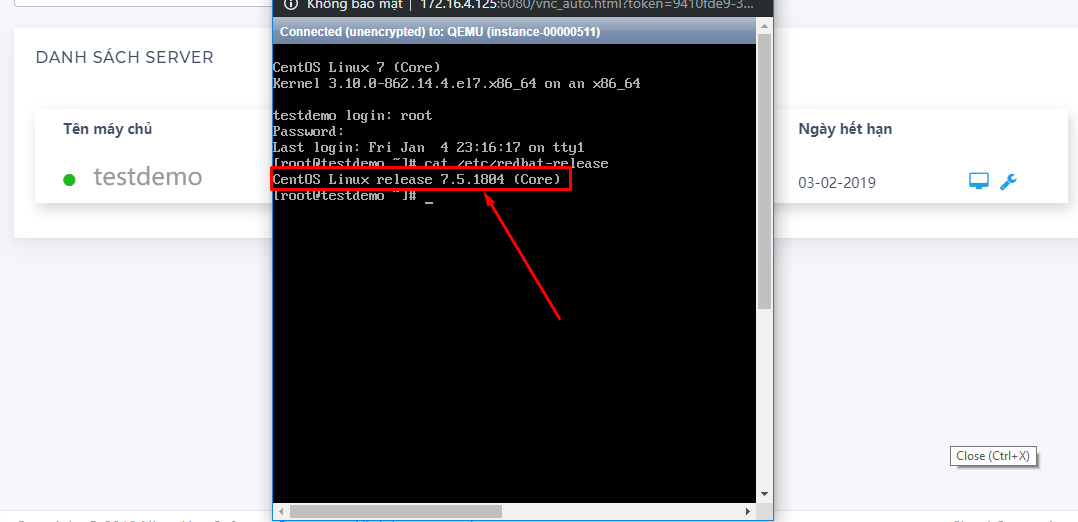 Không bảo mật | 172.16.4.125:6080/vnc_auto.html?token=9410fde9-3...
Connected (unencrypted) to: QEMU (instance-00000511)
DANH SÁCH SERVER
Tên máy chủ
testdemo
CentOS Linux 7 (Core)
Kernel 3.10.0-862.14.4.el7.x86_64 on an x86_64
testdemo login: root
Password:
Last login: Fri Jan  4 23:16:17 on tty1
[root@testdemo ~]# cat /etc/redhat-release
CentOS Linux release 7.5.1804 (Core)
[root@testdemo ~]# _
Ngày hết hạn
03-02-2019
Close (Ctrl+X)